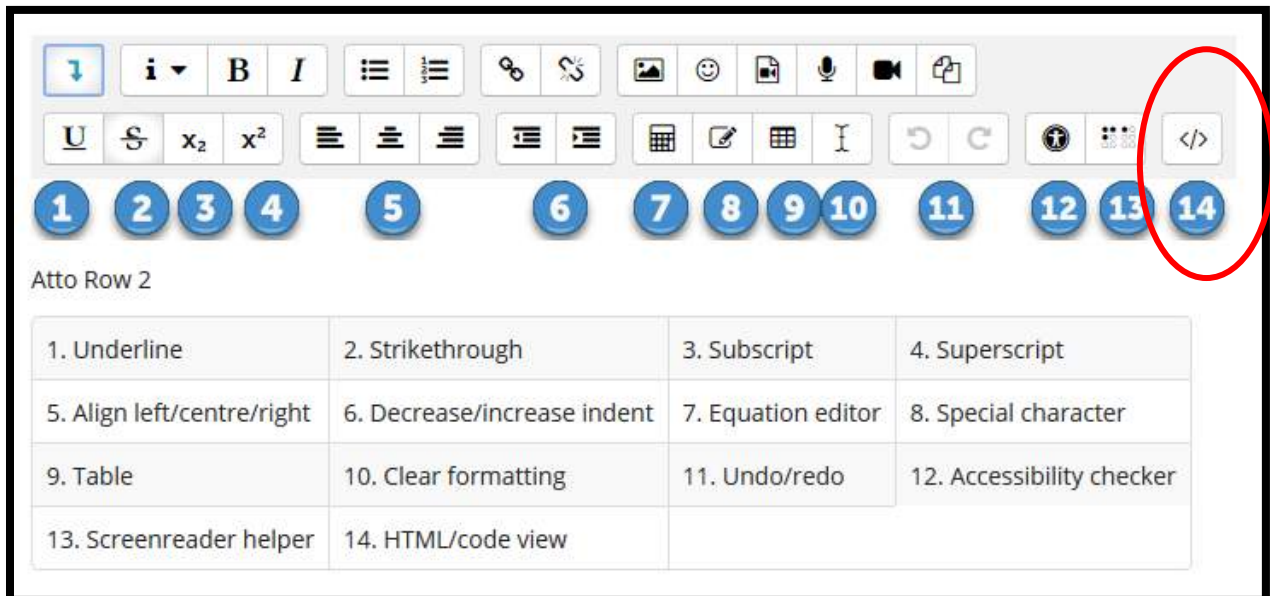 i B I
U S x₂ x² </>
1 2 3 4 5 6 7 8 9 10 11 12 13 14
Atto Row 2
1. Underline 2. Strikethrough 3. Subscript 4. Superscript
5. Align left/centre/right 6. Decrease/increase indent 7. Equation editor 8. Special character
9. Table 10. Clear formatting 11. Undo/redo 12. Accessibility checker
13. Screenreader helper 14. HTML/code view